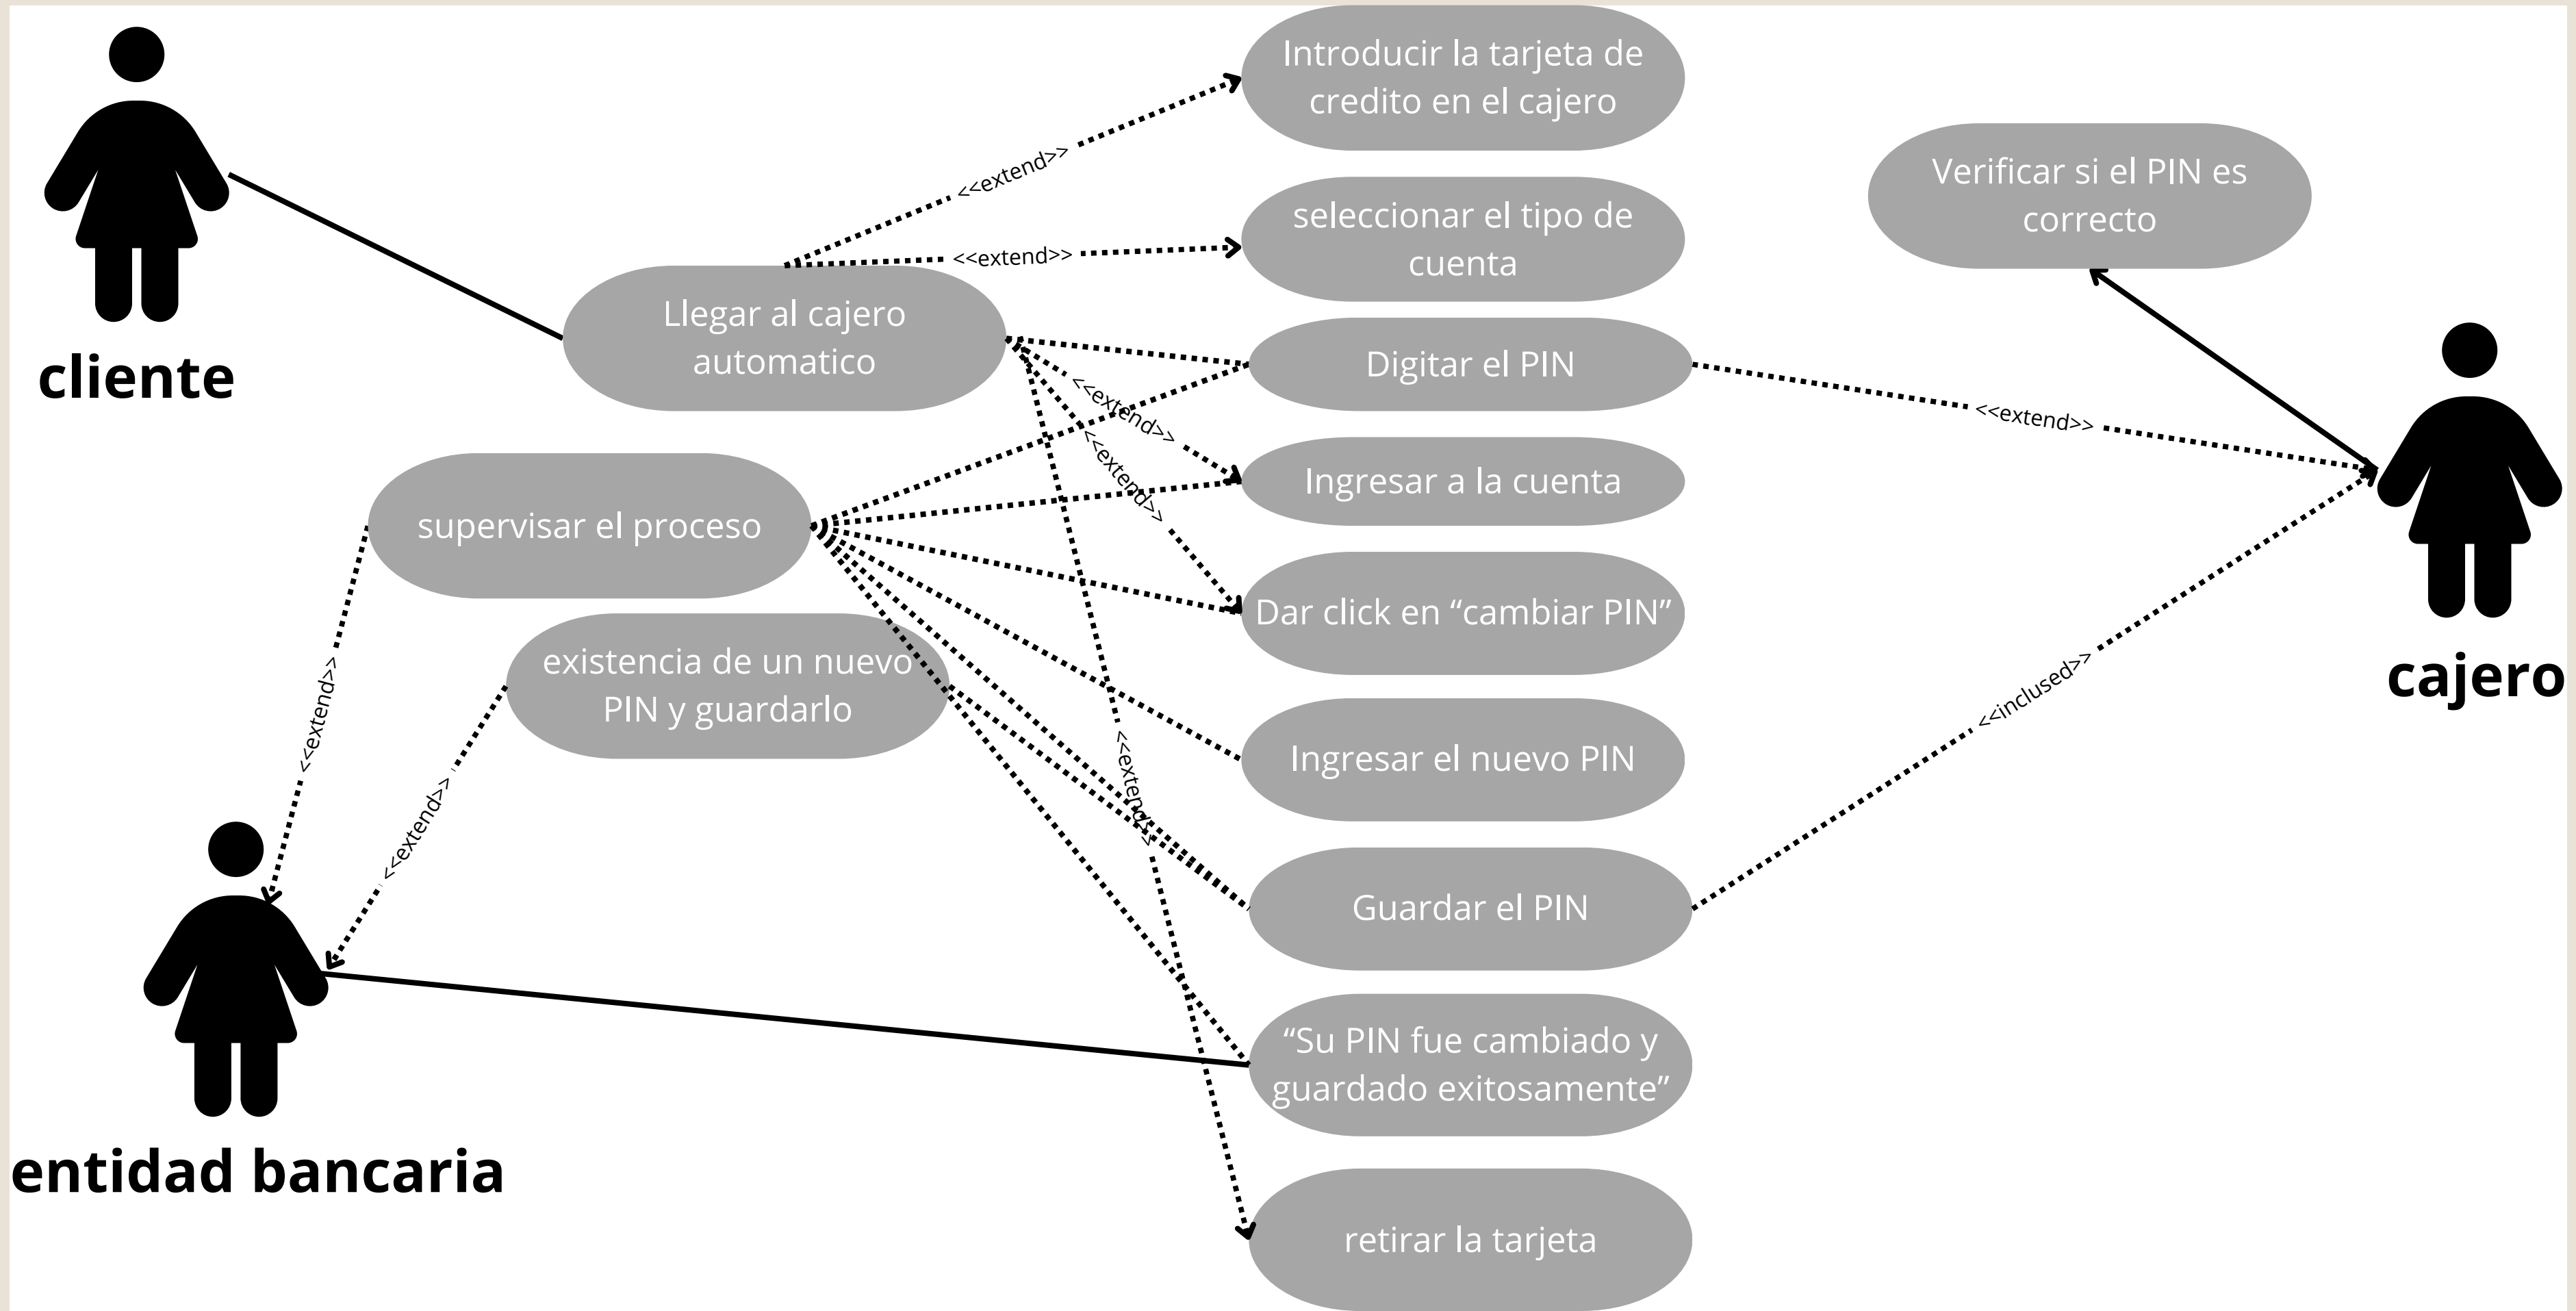 Introducir la tarjeta de
credito en el cajero
Verificar si el PIN es
correcto
<<extend>>
seleccionar el tipo de
cuenta
<<extend>>
Llegar al cajero
automatico
cliente
Digitar el PIN
<<extend>>
<<extend>>
<<extend>>
Ingresar a la cuenta
supervisar el proceso
Dar click en “cambiar PIN”
existencia de un nuevo
PIN y guardarlo
<<extend>>
<<inclused>>
cajero
Ingresar el nuevo PIN
<<extend>>
<<extend>>
Guardar el PIN
“Su PIN fue cambiado y
guardado exitosamente”
entidad bancaria
retirar la tarjeta